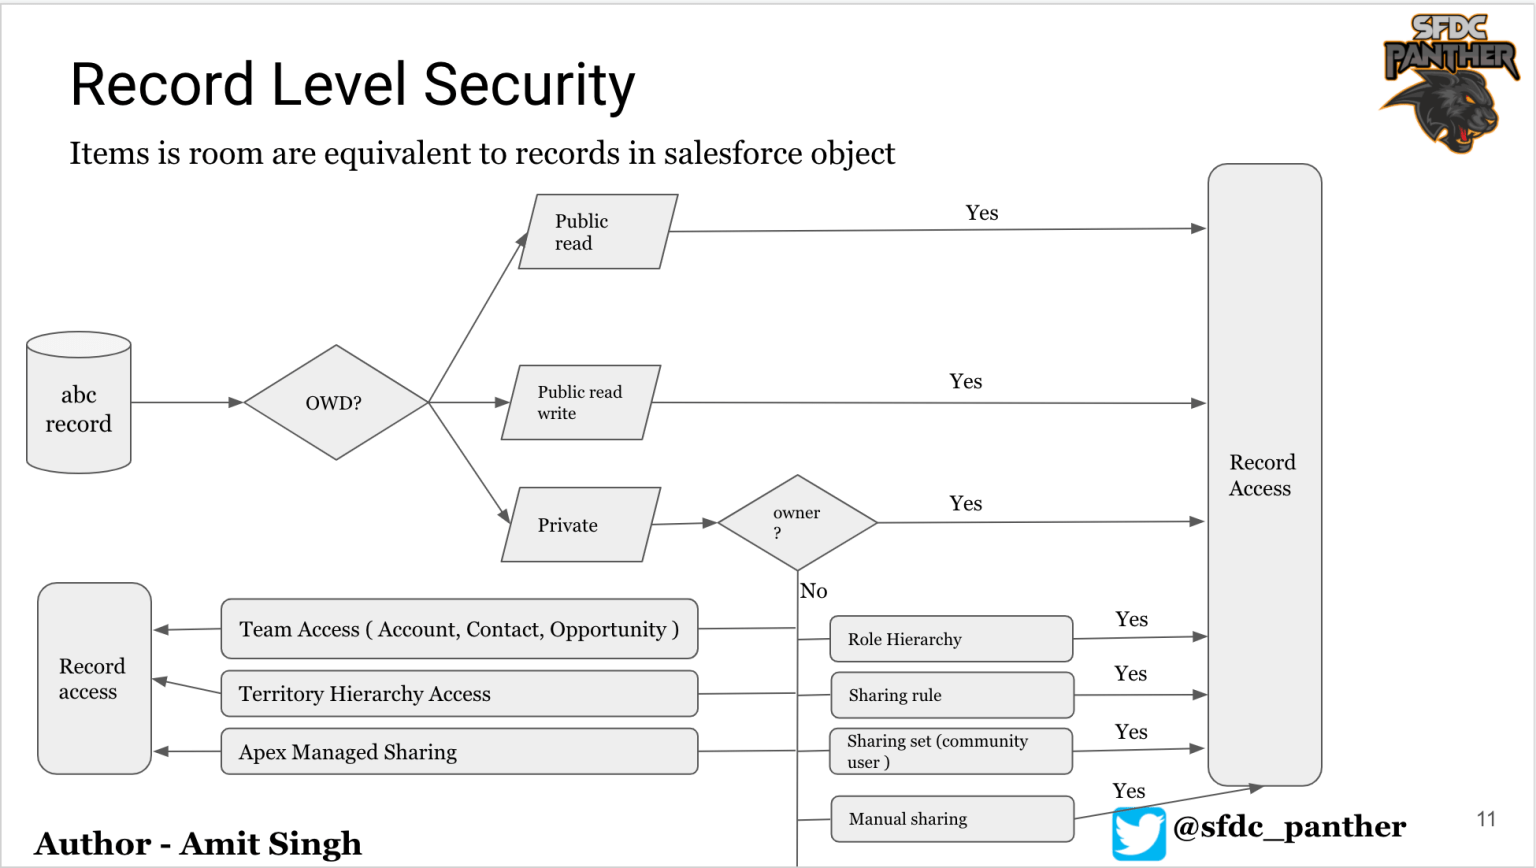 SFDC
PANTHER
Record Level Security
Items is room are equivalent to records in salesforce object
Public
read
Yes
abc
record
OWD?
Public read
write
Yes
Private
owner
?
Yes
Record
Access
No
Team Access ( Account, Contact, Opportunity )
Role Hierarchy
Yes
Record
access
Territory Hierarchy Access
Sharing rule
Yes
Apex Managed Sharing
Sharing set (community
user )
Yes
Manual sharing
Yes
Author - Amit Singh
@sfdc_panther
11